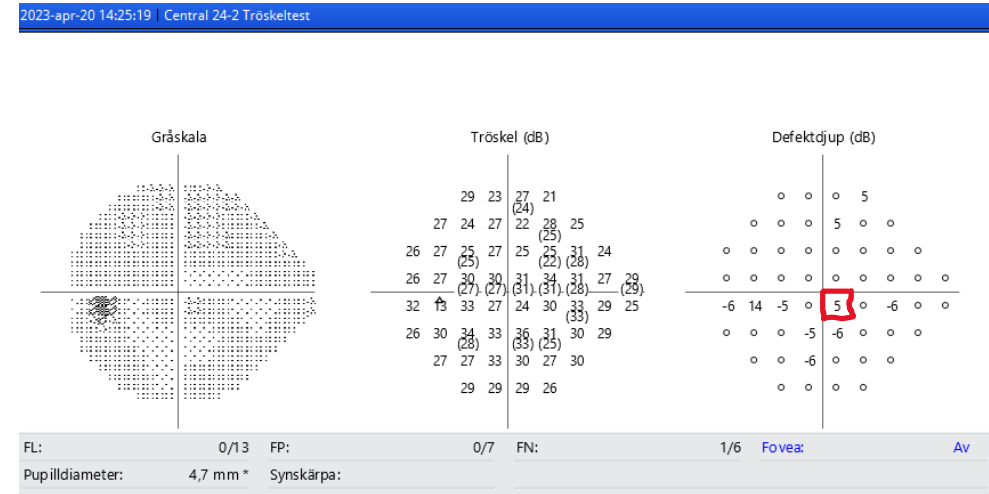 2023-apr-20 14:25:19 | Central 24-2 Tröskeltest
Gråskala Tröskel (dB) Defektdjup (dB)
29 23 27 21 o o o 5
(24)
27 24 27 22 28 25 o o o 5 o o
(25)
26 27 25 27 25 25 31 24 o o o o o o o o
(25) (22) (28)
26 27 30 30 31 34 31 27 29 o o o o o o o o o
(27) (27) (31) (31) (28) (29)
32 13 33 27 24 30 33 29 25 -6 14 -5 o 5 o -6 o o
(33)
26 30 34 33 36 31 30 29 o o o -5 -6 o o o
(28) (33) (25)
27 27 33 30 27 30 o o -6 o o o
29 29 29 26 o o o o
FL: 0/13 FP: 0/7 FN: 1/6 Fovea: Av
Pupilldiameter: 4,7 mm * Synskärpa: